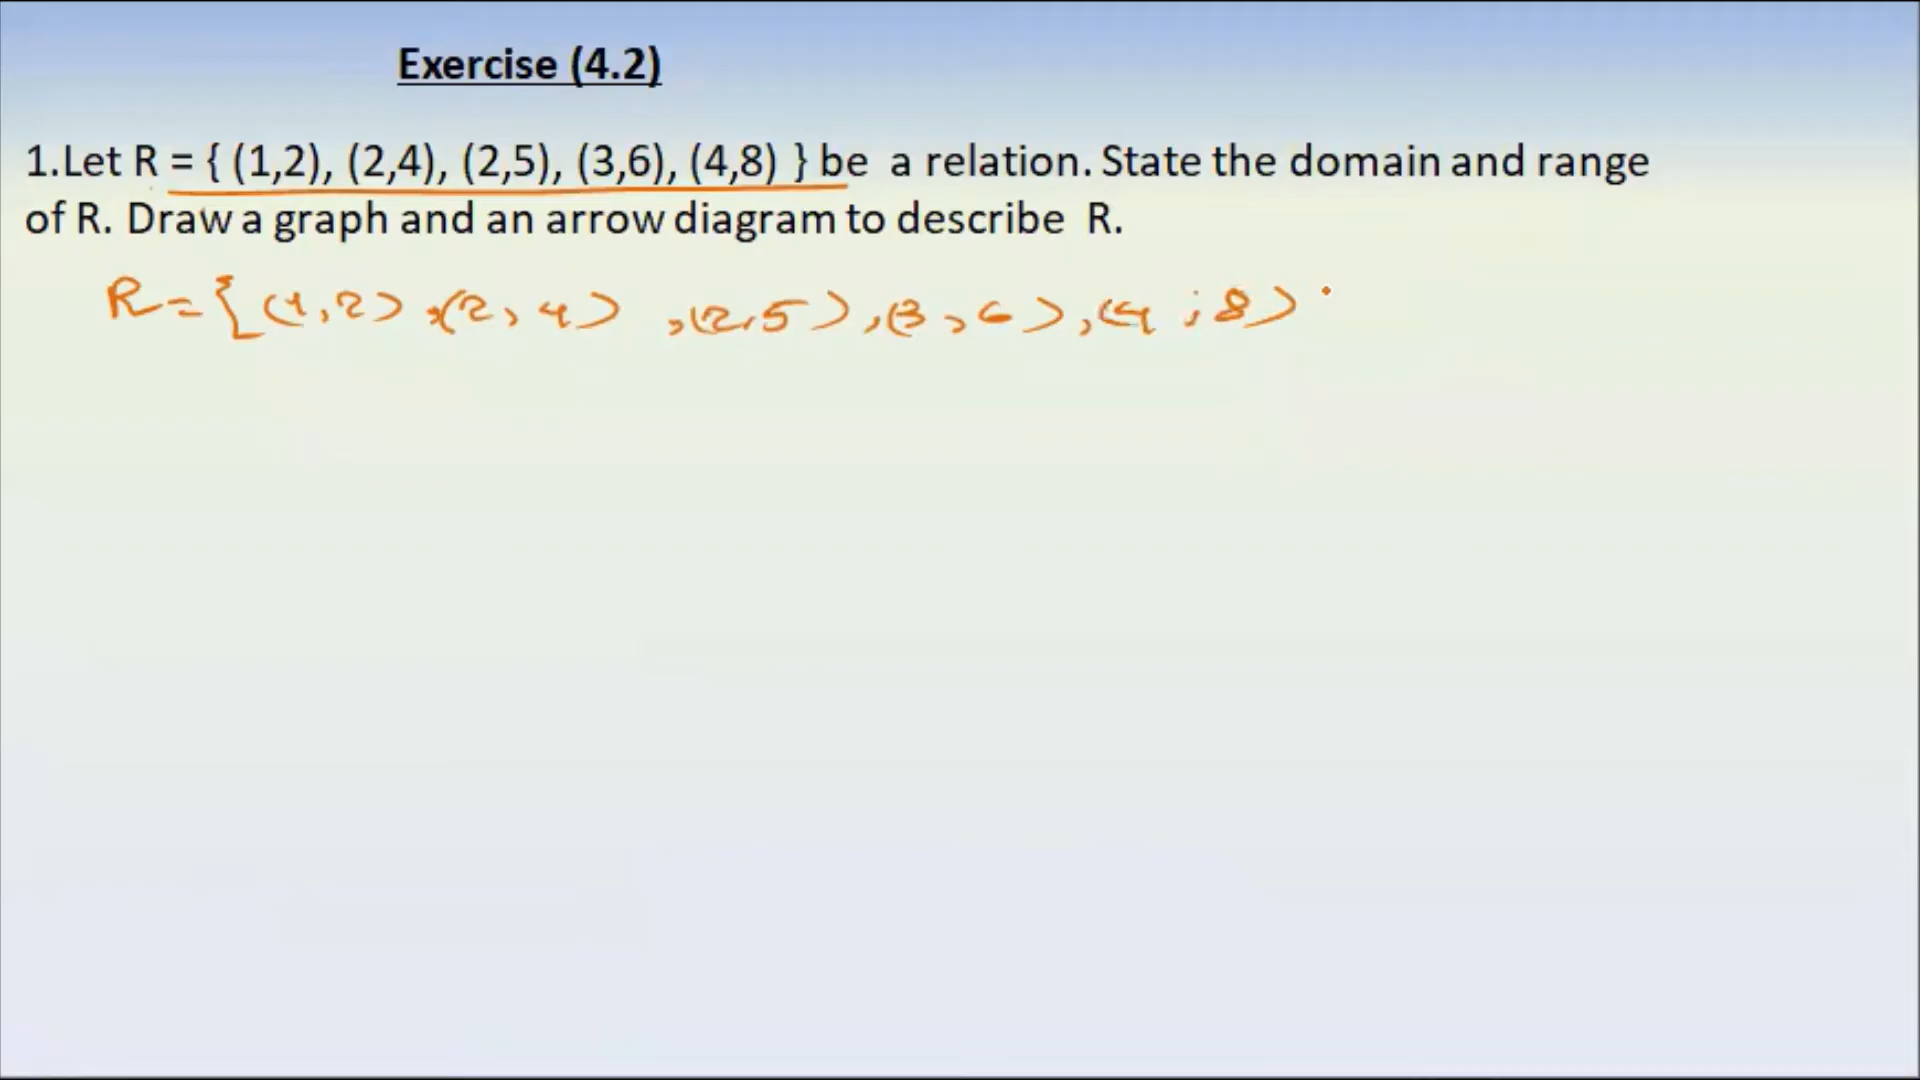 Exercise (4.2)
1.Let R = { (1,2), (2,4), (2,5), (3,6), (4,8) } be a relation. State the domain and range
of R. Draw a graph and an arrow diagram to describe R.
R={(1,2),(2,4),(2,5),(3,6),(4,8)